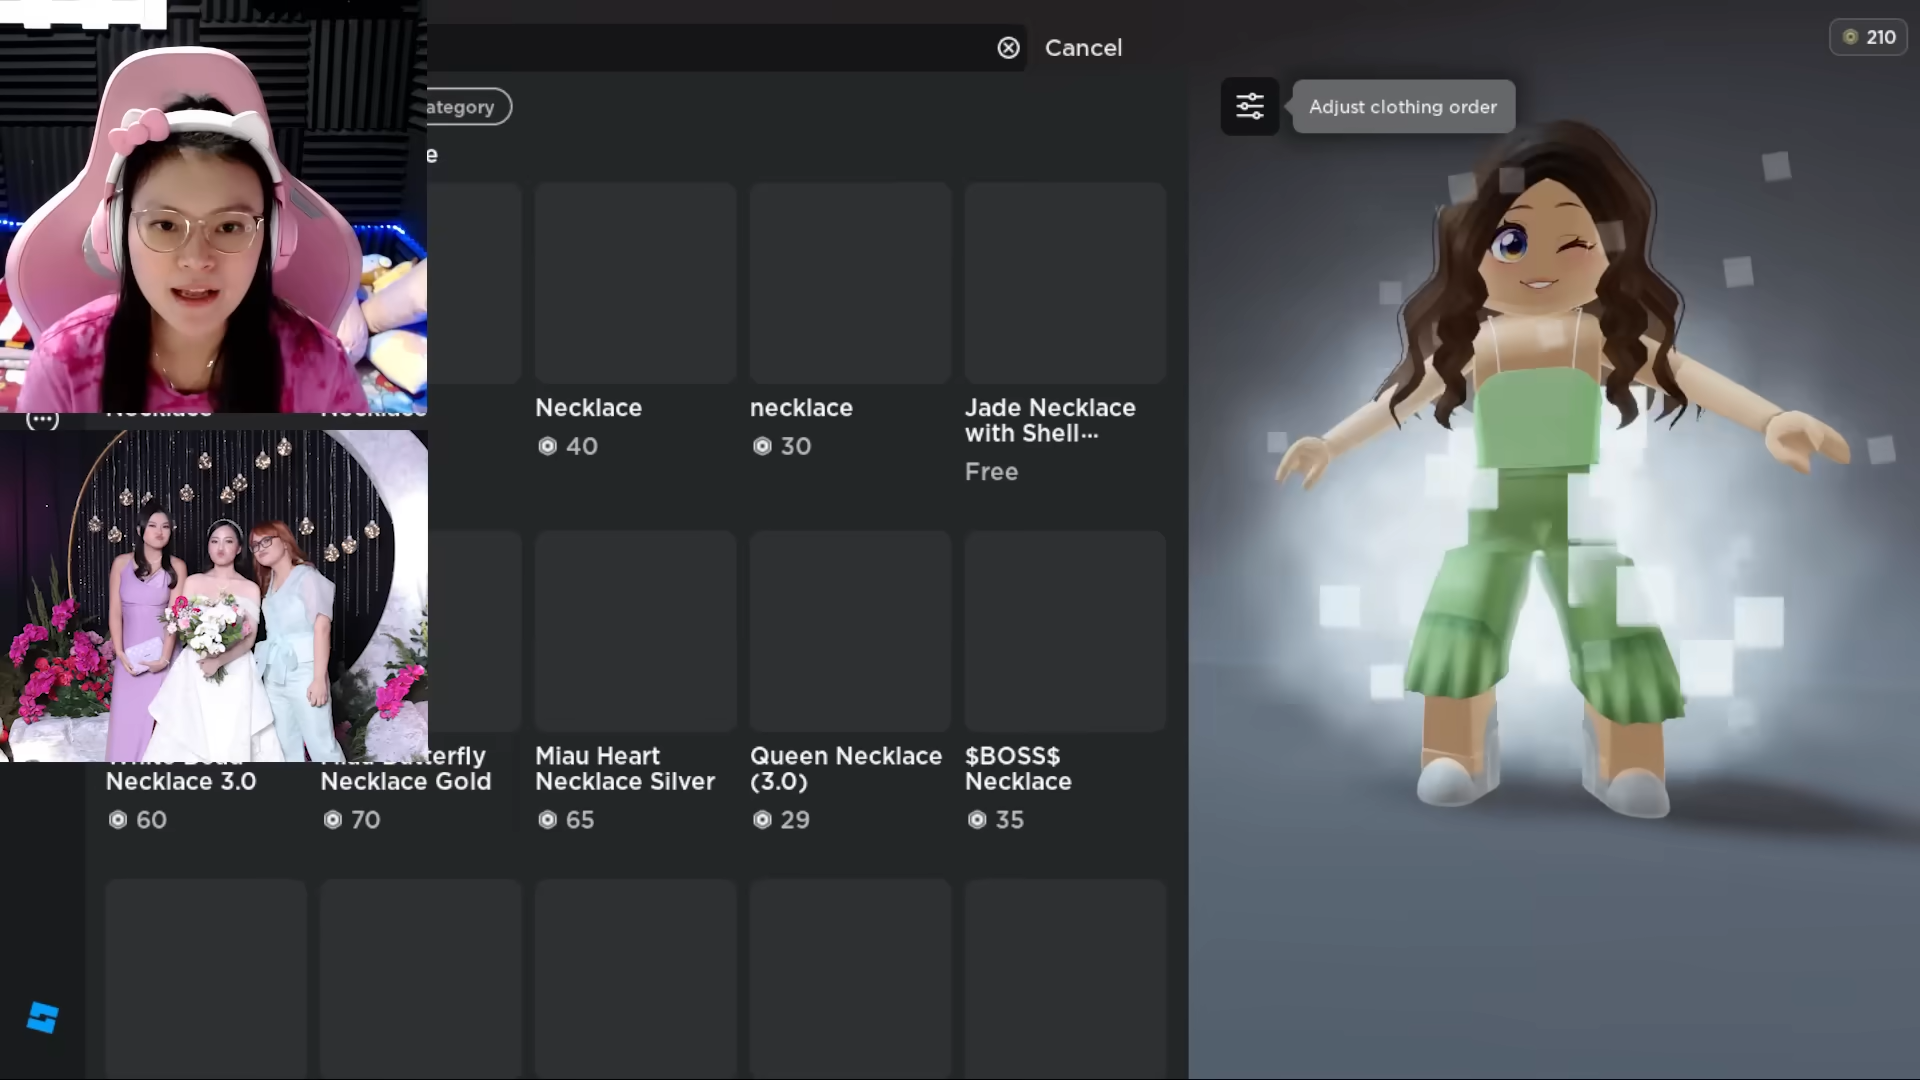 210
Cancel
Adjust clothing order
ategory
e
Necklace
necklace
Jade Necklace
with Shell...
40
30
Free
Necklace 3.0
60
Butterfly
Necklace Gold
70
Miau Heart
Necklace Silver
65
Queen Necklace
(3.0)
29
$BOSS$
Necklace
35